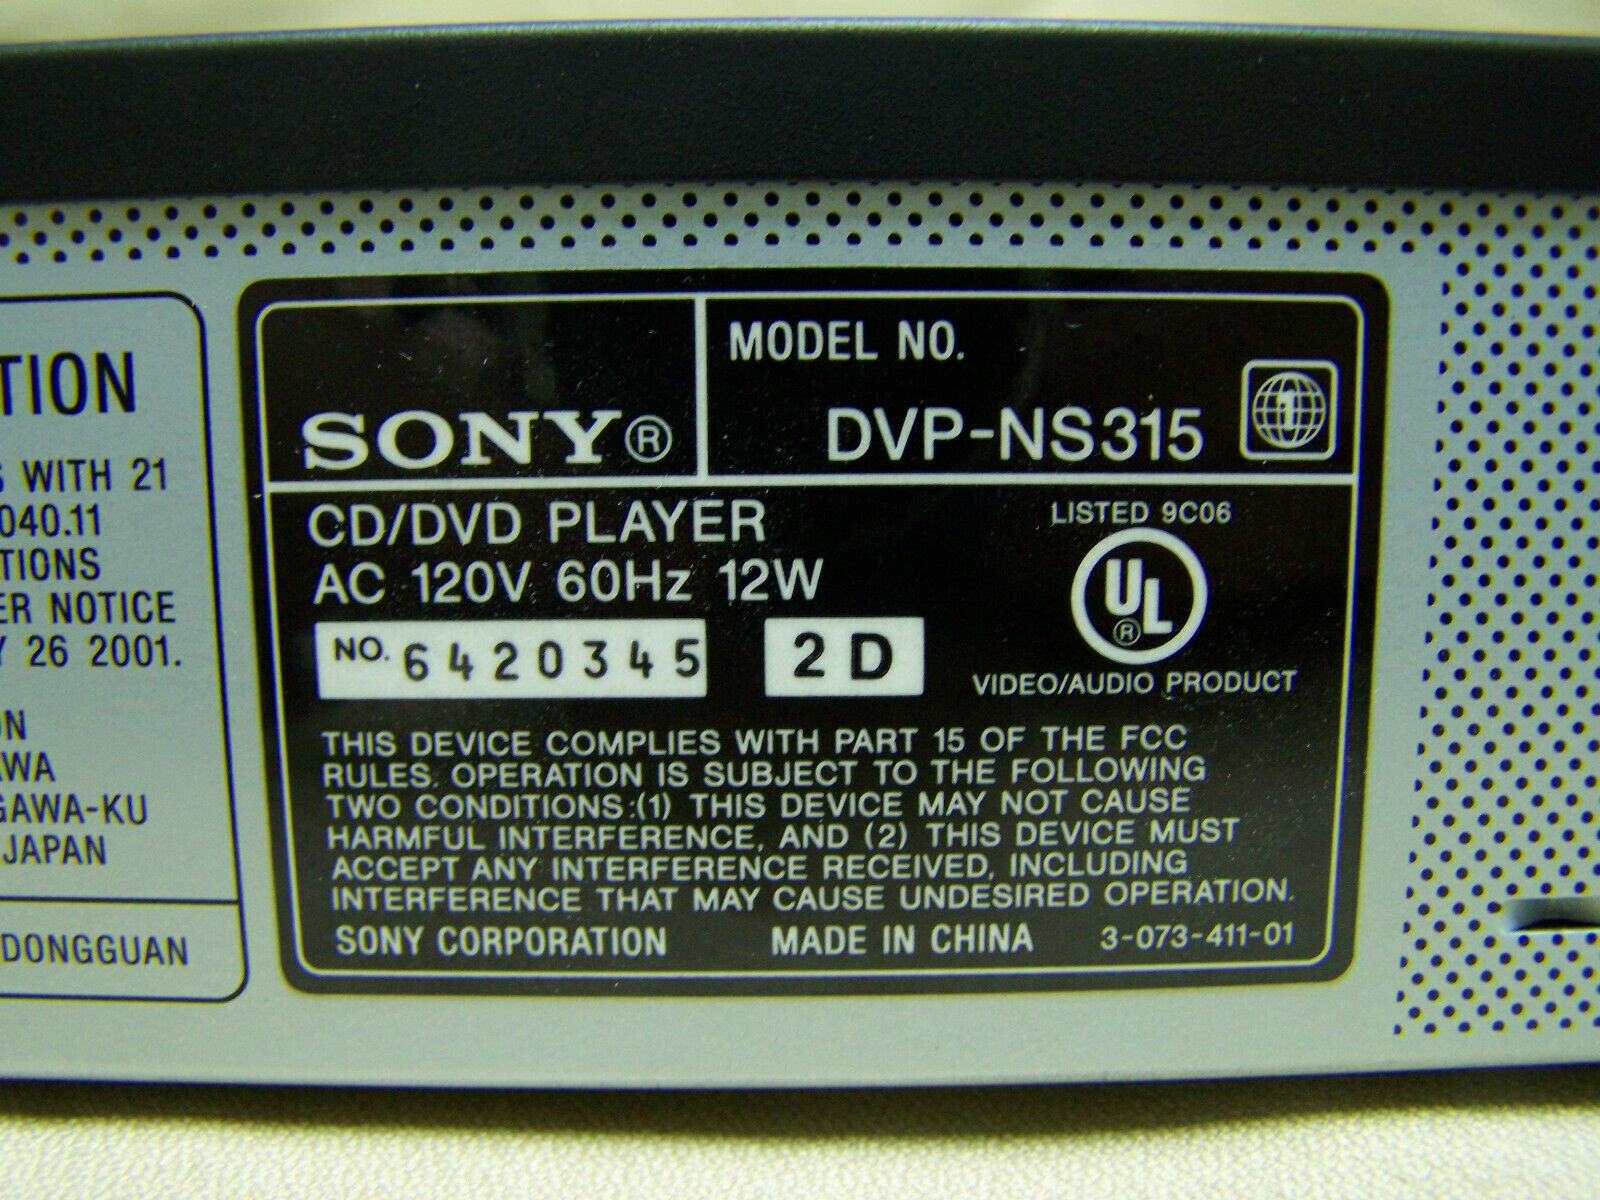 TION
S WITH 21
040.11
TIONS
ER NOTICE
Y 26 2001.
ON
AWA
GAWA-KU
JAPAN
DONGGUAN
SONY®
MODEL NO.
DVP-NS315
1
CD/DVD PLAYER
AC 120V 60Hz 12W
NO. 6420345
2 D
LISTED 9C06
UL®
VIDEO/AUDIO PRODUCT
THIS DEVICE COMPLIES WITH PART 15 OF THE FCC
RULES. OPERATION IS SUBJECT TO THE FOLLOWING
TWO CONDITIONS:(1) THIS DEVICE MAY NOT CAUSE
HARMFUL INTERFERENCE, AND (2) THIS DEVICE MUST
ACCEPT ANY INTERFERENCE RECEIVED, INCLUDING
INTERFERENCE THAT MAY CAUSE UNDESIRED OPERATION.
SONY CORPORATION MADE IN CHINA 3-073-411-01